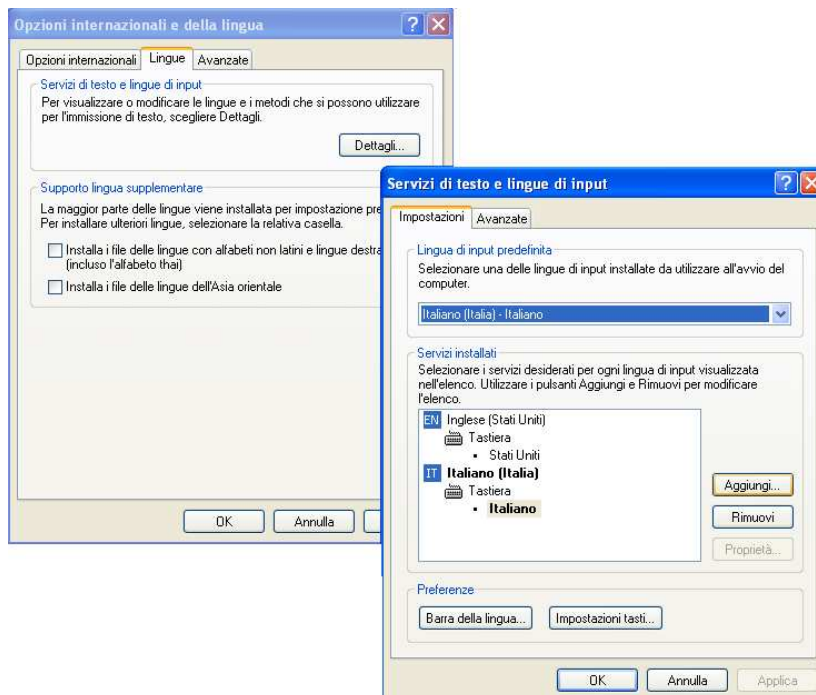 Opzioni internazionali e della lingua
Opzioni internazionali Lingue Avanzate
Servizi di testo e lingue di input
Per visualizzare o modificare le lingue e i metodi che si possono utilizzare
per l'immissione di testo, scegliere Dettagli.
Dettagli...
Supporto lingua supplementare
La maggior parte delle lingue viene installata per impostazione pre
Per installare ulteriori lingue, selezionare la relativa casella.
Installa i file delle lingue con alfabeti non latini e lingue destra
(incluso l'alfabeto thai)
Installa i file delle lingue dell'Asia orientale
OK Annulla
Servizi di testo e lingue di input
Impostazioni Avanzate
Lingua di input predefinita
Selezionare una delle lingue di input installate da utilizzare all'avvio del
computer.
Italiano (Italia) - Italiano
Servizi installati
Selezionare i servizi desiderati per ogni lingua di input visualizzata
nell'elenco. Utilizzare i pulsanti Aggiungi e Rimuovi per modificare
l'elenco.
EN Inglese (Stati Uniti)
Tastiera
• Stati Uniti
IT Italiano (Italia)
Tastiera
• Italiano
Aggiungi...
Rimuovi
Proprietà...
Preferenze
Barra della lingua... Impostazioni tasti...
OK Annulla Applica